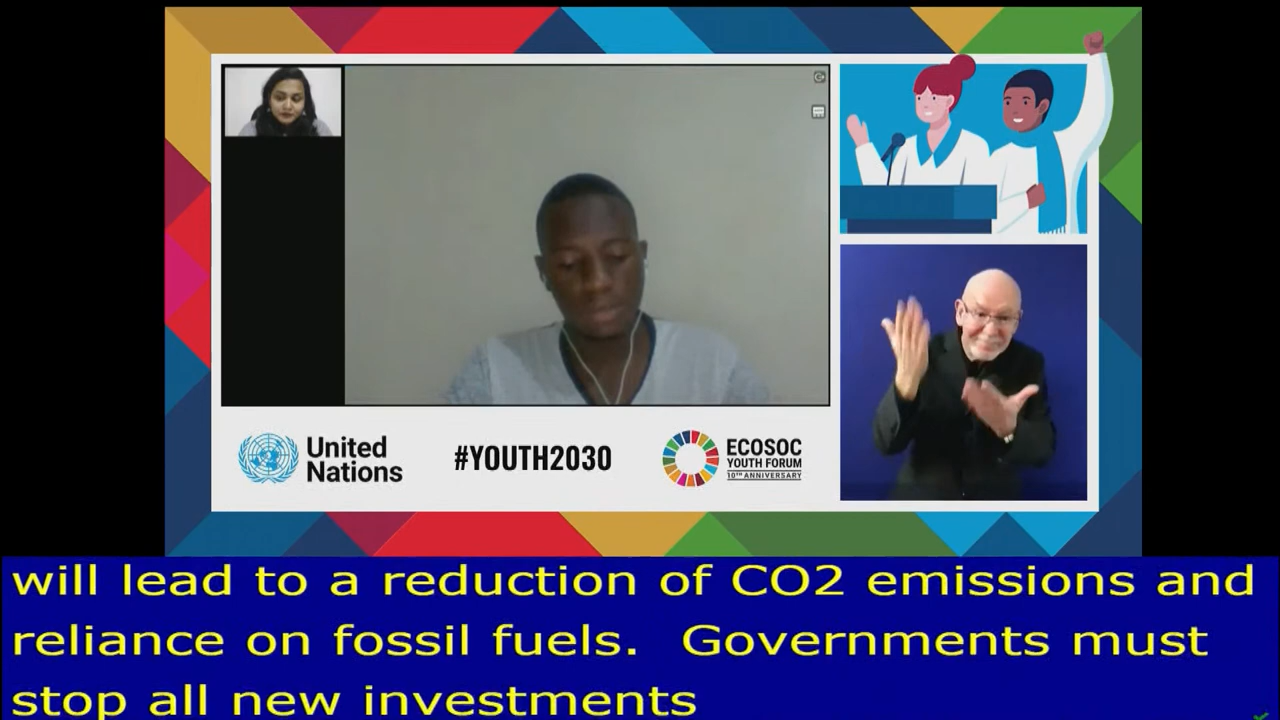 United
Nations
#YOUTH2030
ECOSOC
YOUTH FORUM
10TH ANNIVERSARY
will lead to a reduction of CO2 emissions and
reliance on fossil fuels.  Governments must
stop all new investments